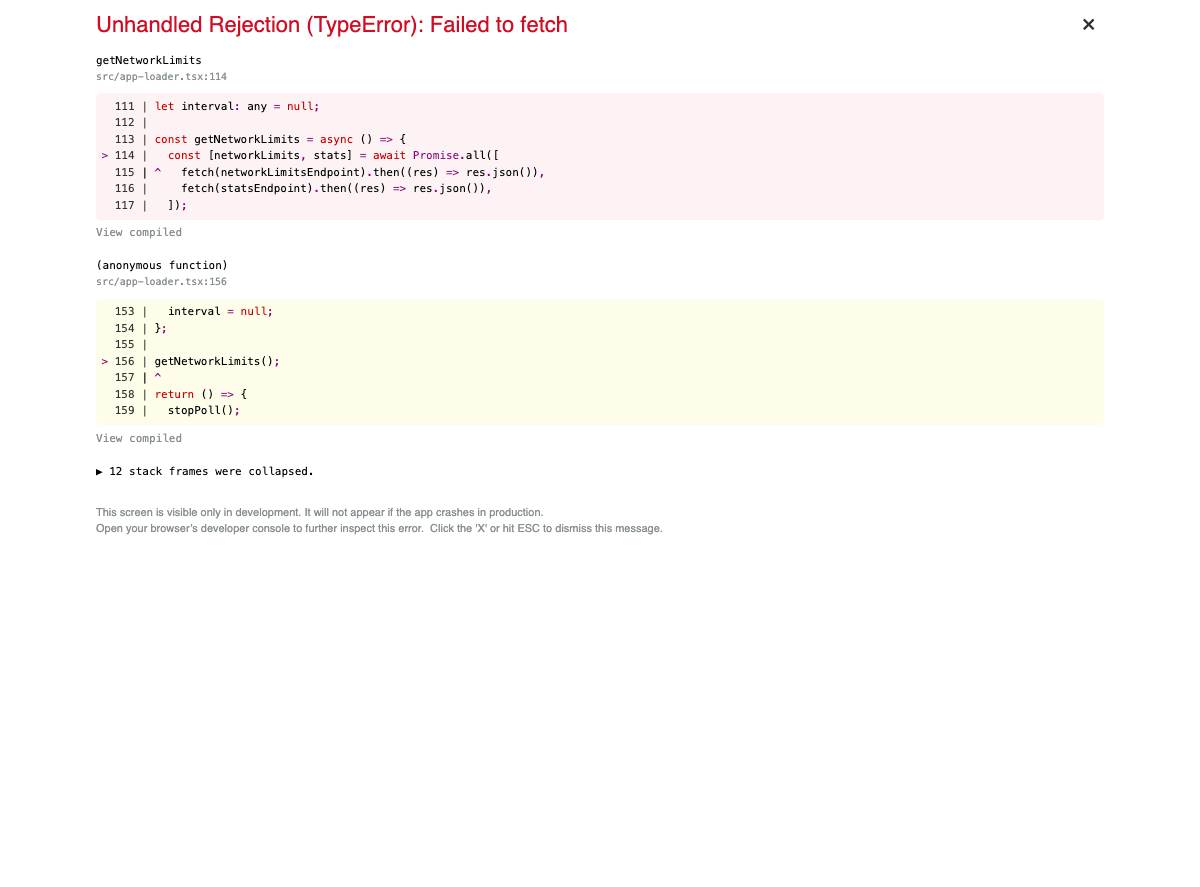 Unhandled Rejection (TypeError): Failed to fetch
×
getNetworkLimits
src/app-loader.tsx:114
  111 | let interval: any = null;
  112 |
  113 | const getNetworkLimits = async () => {
> 114 |   const [networkLimits, stats] = await Promise.all([
  115 | ^   fetch(networkLimitsEndpoint).then((res) => res.json()),
  116 |     fetch(statsEndpoint).then((res) => res.json()),
  117 |   ]);
View compiled
(anonymous function)
src/app-loader.tsx:156
  153 |   interval = null;
  154 | };
  155 |
> 156 | getNetworkLimits();
  157 | ^
  158 | return () => {
  159 |   stopPoll();
View compiled
▶ 12 stack frames were collapsed.
This screen is visible only in development. It will not appear if the app crashes in production.
Open your browser's developer console to further inspect this error.  Click the 'X' or hit ESC to dismiss this message.